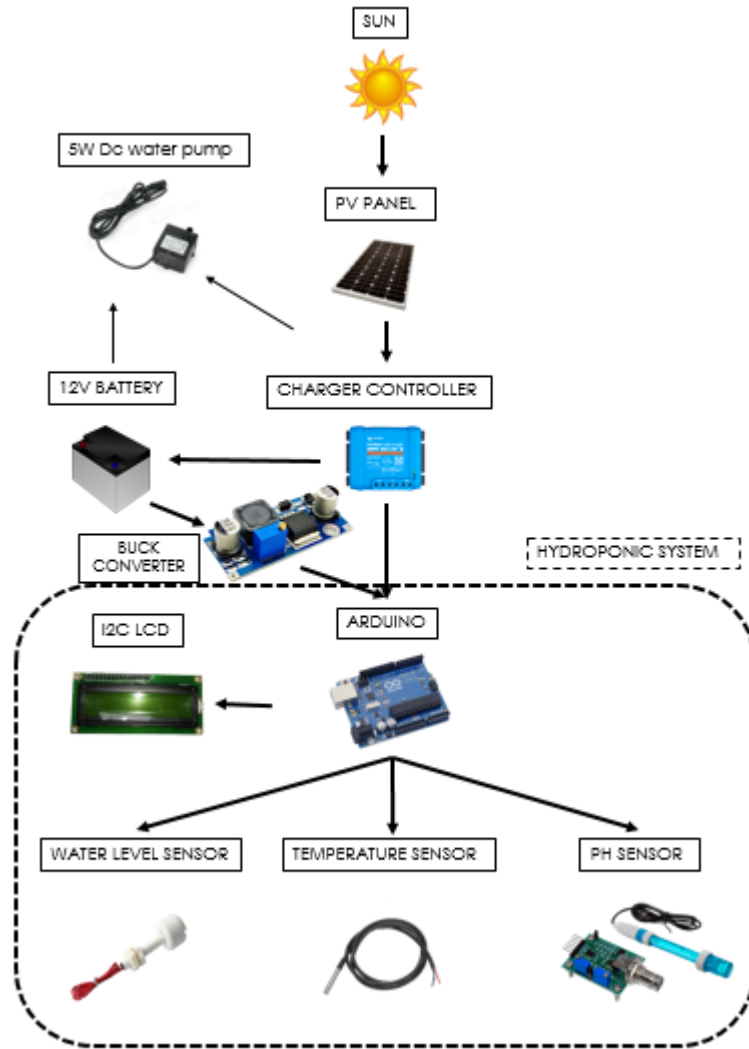 SUN
5W Dc water pump
PV PANEL
12V BATTERY
CHARGER CONTROLLER
BUCK
CONVERTER
HYDROPONIC SYSTEM
I2C LCD
ARDUINO
WATER LEVEL SENSOR
TEMPERATURE SENSOR
PH SENSOR